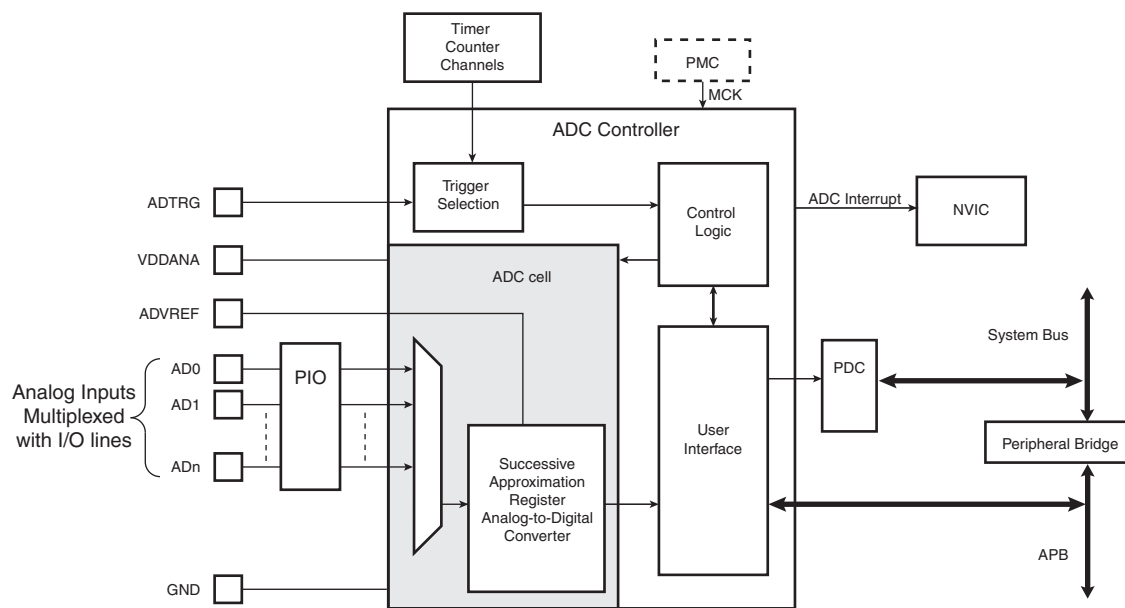 Timer
Counter
Channels
PMC
MCK
ADC Controller
ADTRG
Trigger
Selection
Control
Logic
ADC Interrupt
NVIC
VDDANA
ADC cell
ADVREF
System Bus
Analog Inputs
Multiplexed
with I/O lines
AD0
AD1
ADn
PIO
PDC
User
Interface
Peripheral Bridge
Successive
Approximation
Register
Analog-to-Digital
Converter
APB
GND